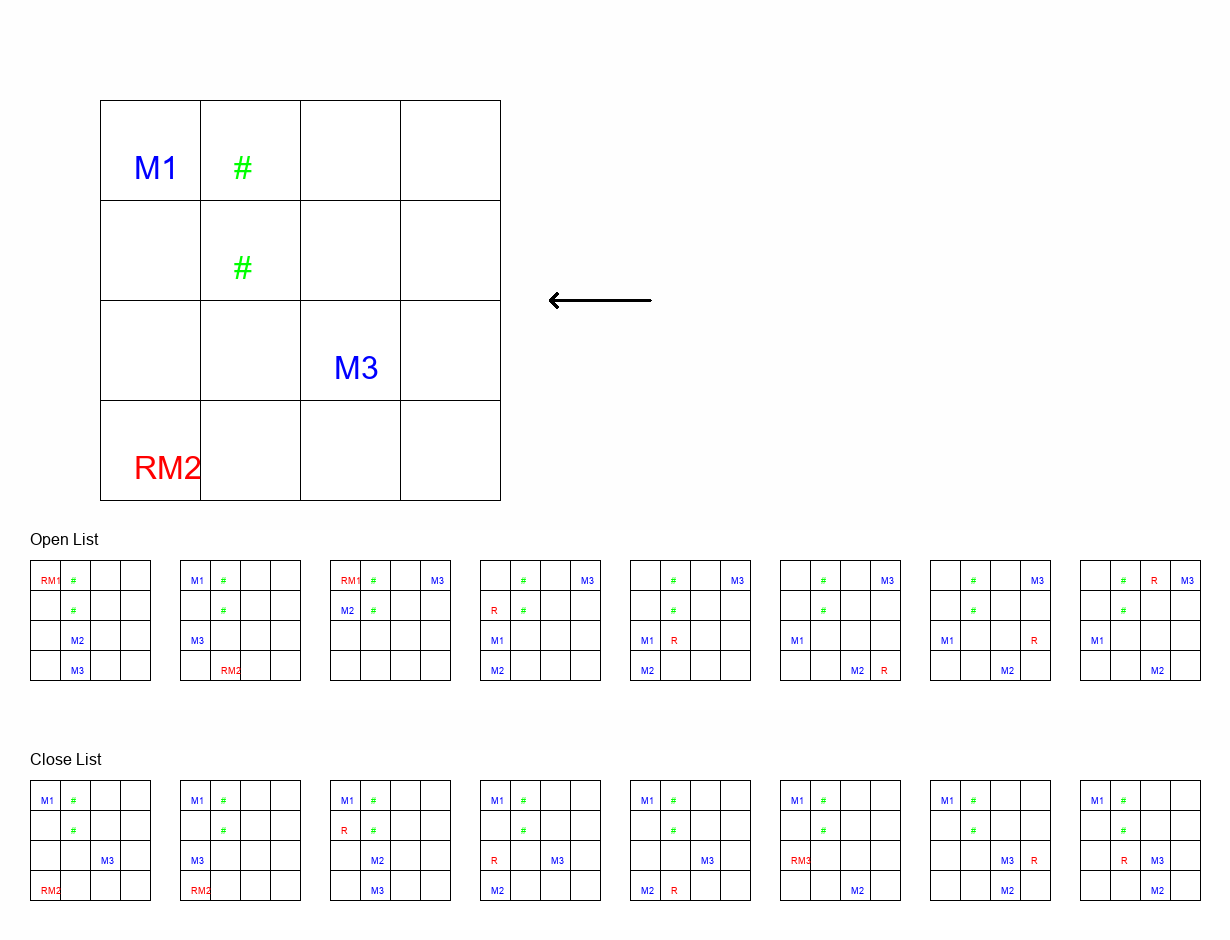 M1 #
#
M3
RM2
Open List
RM1 # M1 # RM1 # M3 # M3 # M3 # M3 # M3 # R M3
# # M2 # R # # # # #
M2 M3 M1 M1 R M1 M1 R M1
M3 RM2 M2 M2 M2 R M2 M2
Close List
M1 # M1 # M1 # M1 # M1 # M1 # M1 # M1 #
# # R # # # # # #
M3 M3 M2 R M3 M3 RM3 M3 R R M3
RM2 RM2 M3 M2 M2 R M2 M2 M2